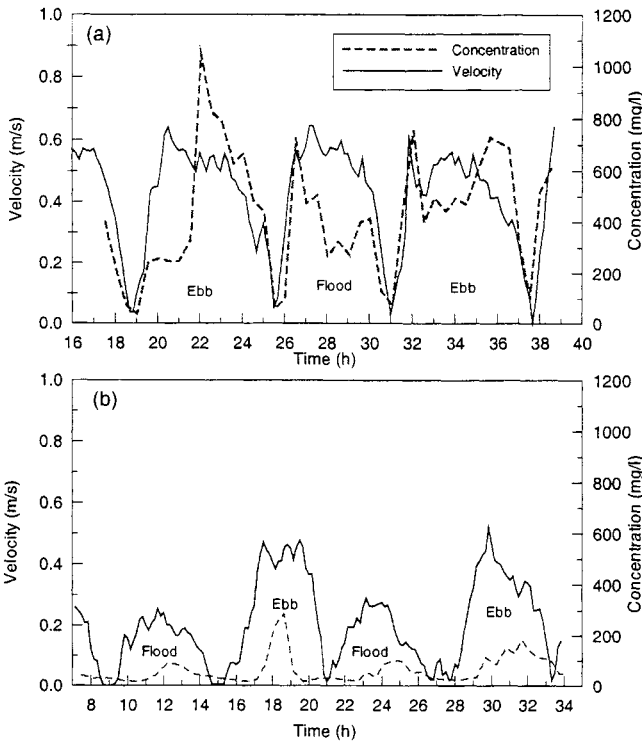 (a)
Concentration
Velocity
Velocity (m/s)
1.0
0.8
0.6
0.4
0.2
0.0
1200
1000
800
600
400
200
0
Concentration (mg/l)
Ebb
Flood
Ebb
16 18 20 22 24 26 28 30 32 34 36 38 40
Time (h)
(b)
Velocity (m/s)
1.0
0.8
0.6
0.4
0.2
0.0
1200
1000
800
600
400
200
0
Concentration (mg/l)
Flood
Ebb
Flood
Ebb
8 10 12 14 16 18 20 22 24 26 28 30 32 34
Time (h)